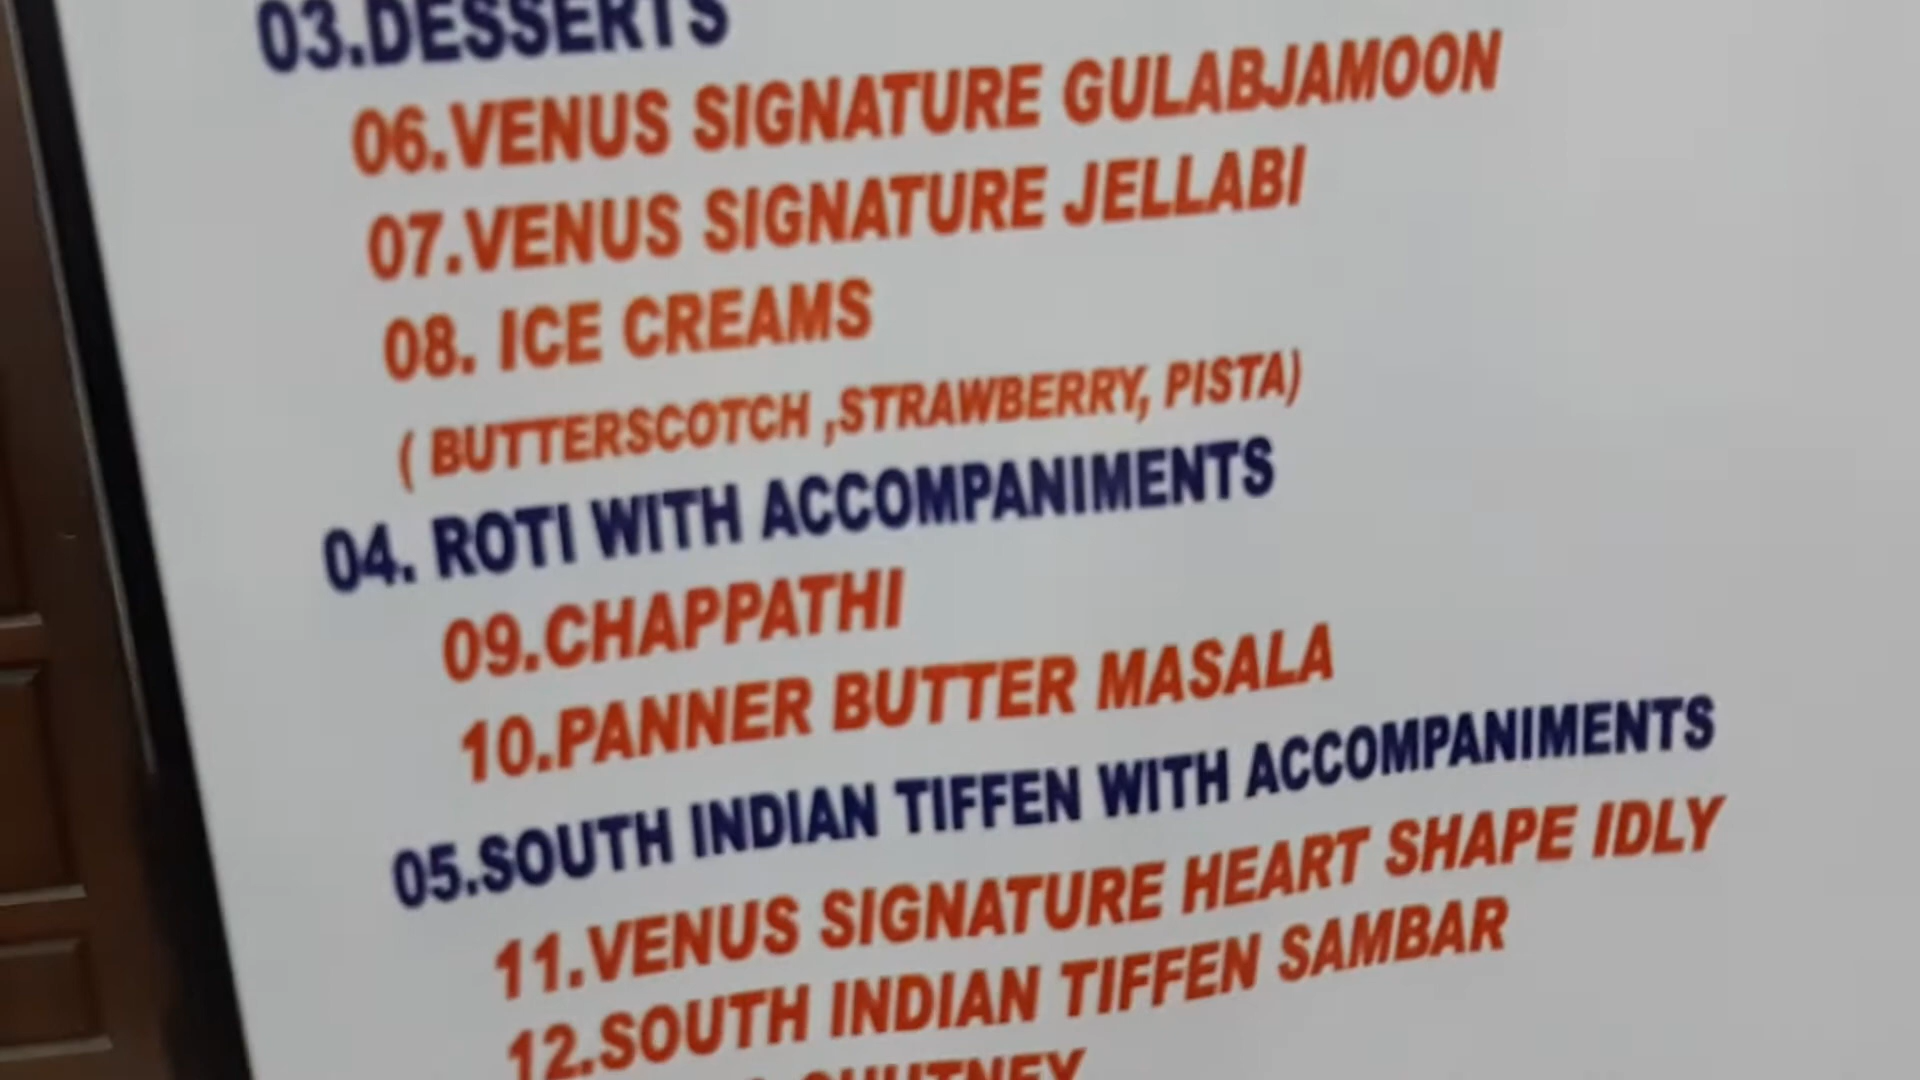 03.DESSERTS
06.VENUS SIGNATURE GULABJAMOON
07.VENUS SIGNATURE JELLABI
08. ICE CREAMS
( BUTTERSCOTCH ,STRAWBERRY, PISTA)
04. ROTI WITH ACCOMPANIMENTS
09.CHAPPATHI
10.PANNER BUTTER MASALA
05.SOUTH INDIAN TIFFEN WITH ACCOMPANIMENTS
11.VENUS SIGNATURE HEART SHAPE IDLY
12.SOUTH INDIAN TIFFEN SAMBAR
CHUTNEY